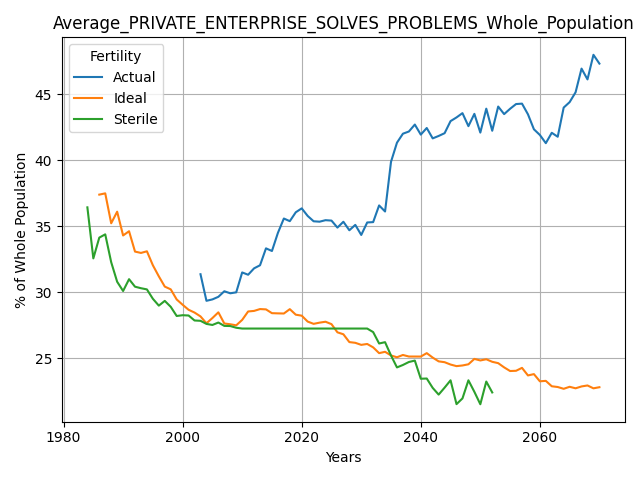 Average_PRIVATE_ENTERPRISE_SOLVES_PROBLEMS_Whole_Population
Fertility
Actual
Ideal
Sterile
% of Whole Population
45
40
35
30
25
1980 2000 2020 2040 2060
Years